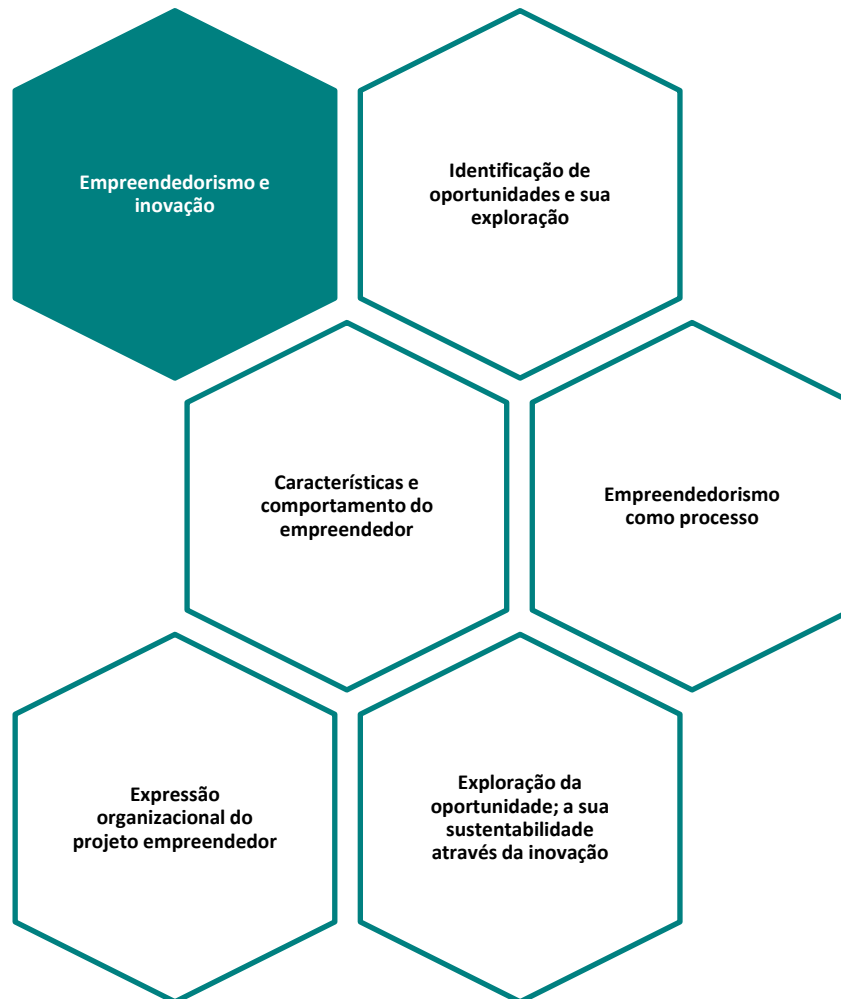 Empreendedorismo e
inovação
Identificação de
oportunidades e sua
exploração
Características e
comportamento do
empreendedor
Empreendedorismo
como processo
Expressão
organizacional do
projeto empreendedor
Exploração da
oportunidade; a sua
sustentabilidade
através da inovação